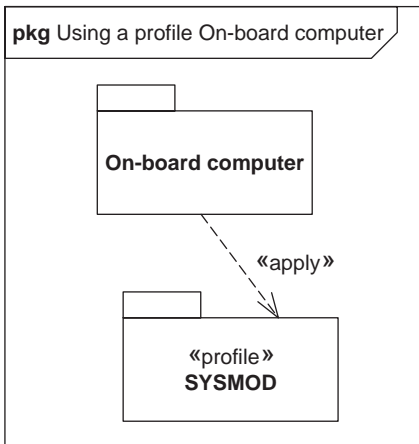 pkg Using a profile On-board computer
On-board computer
«apply»
«profile»
SYSMOD